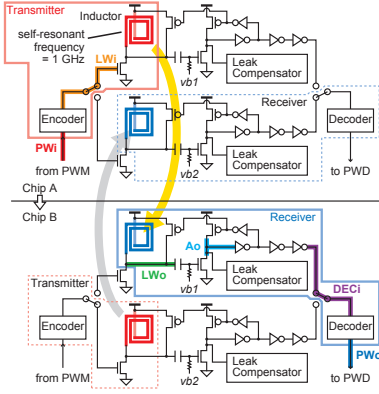 Transmitter
Inductor
self-resonant
frequency
= 1 GHz
LWi
vb1
Leak
Compensator
Receiver
Encoder
Decoder
PWi
from PWM
vb2
Leak
Compensator
to PWD
Chip A
Chip B
Receiver
Ao
LWo
vb1
Leak
Compensator
DECi
Transmitter
Encoder
Decoder
PWo
from PWM
vb2
Leak
Compensator
to PWD